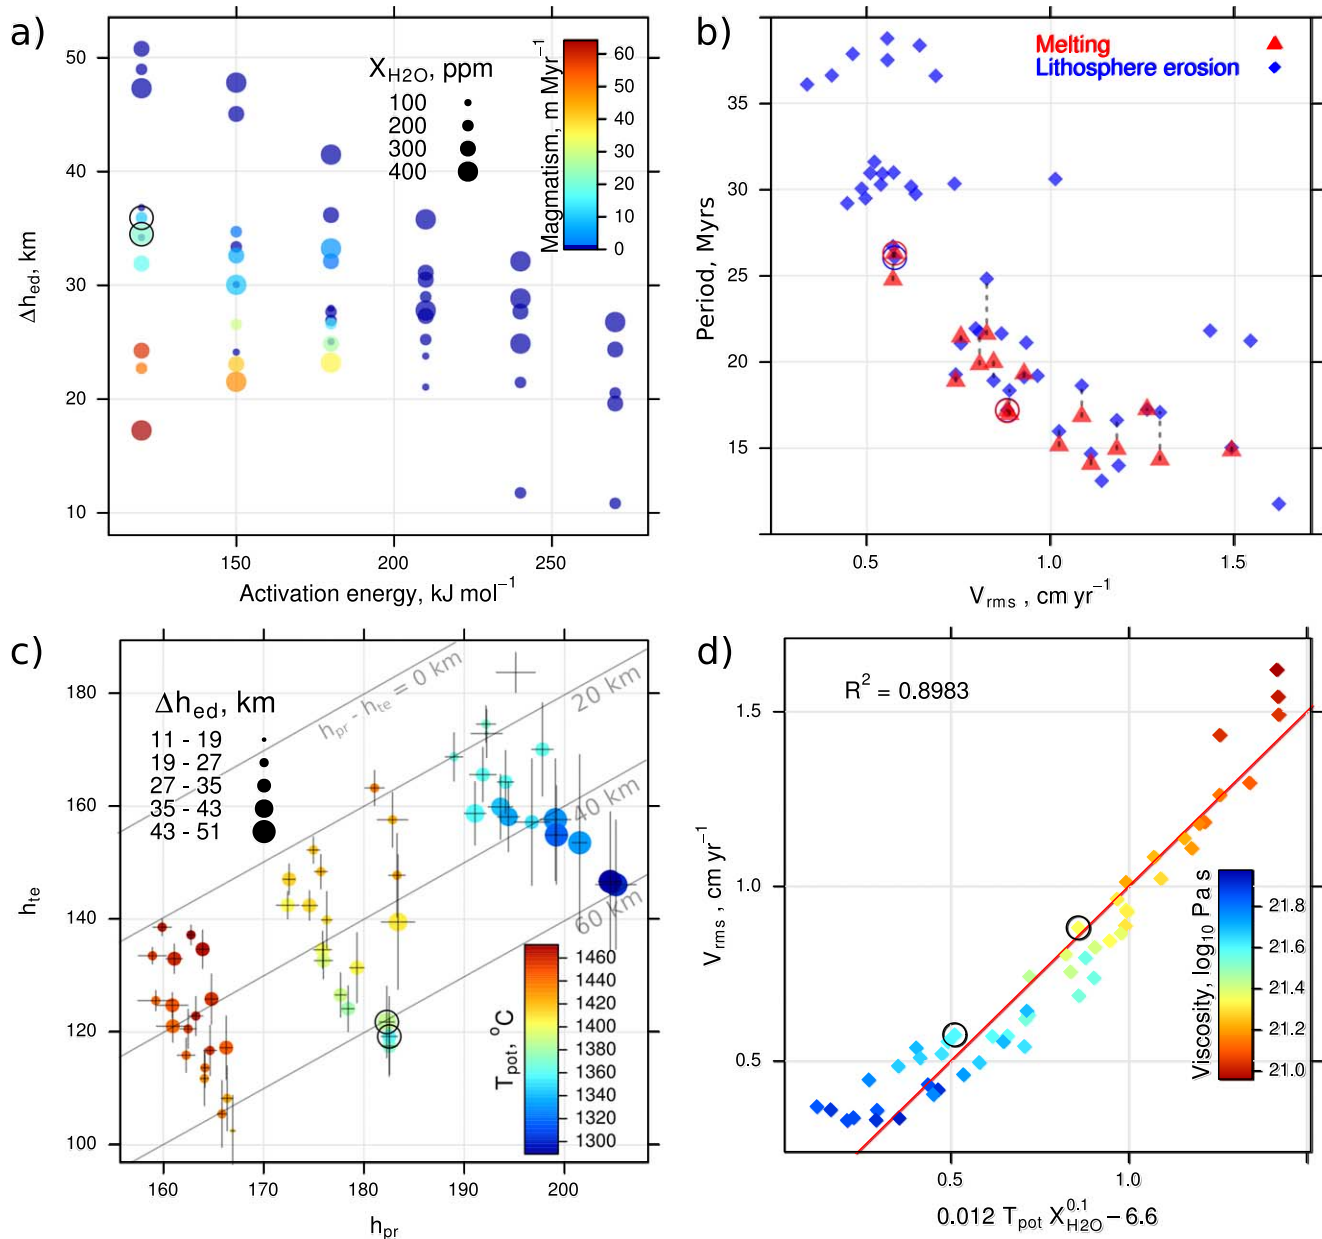 a)
50
40
30
20
10
Δh_ed, km
X_H2O, ppm
100
200
300
400
Magmatism, m Myr⁻¹
60
50
40
30
20
10
0
150
200
250
Activation energy, kJ mol⁻¹
b)
Melting
Lithosphere erosion
35
30
25
20
15
Period, Myrs
0.5
1.0
1.5
V_rms , cm yr⁻¹
c)
180
160
140
120
100
h_te
Δh_ed, km
11 - 19
19 - 27
27 - 35
35 - 43
43 - 51
h_pr - h_te = 0 km
20 km
40 km
60 km
T_pot, °C
1460
1440
1420
1400
1380
1360
1340
1320
1300
160
170
180
190
200
h_pr
d)
R² = 0.8983
1.5
1.0
0.5
V_rms , cm yr⁻¹
Viscosity, log₁₀ Pa s
21.8
21.6
21.4
21.2
21.0
0.5
1.0
0.012 T_pot X_H2O^0.1 − 6.6